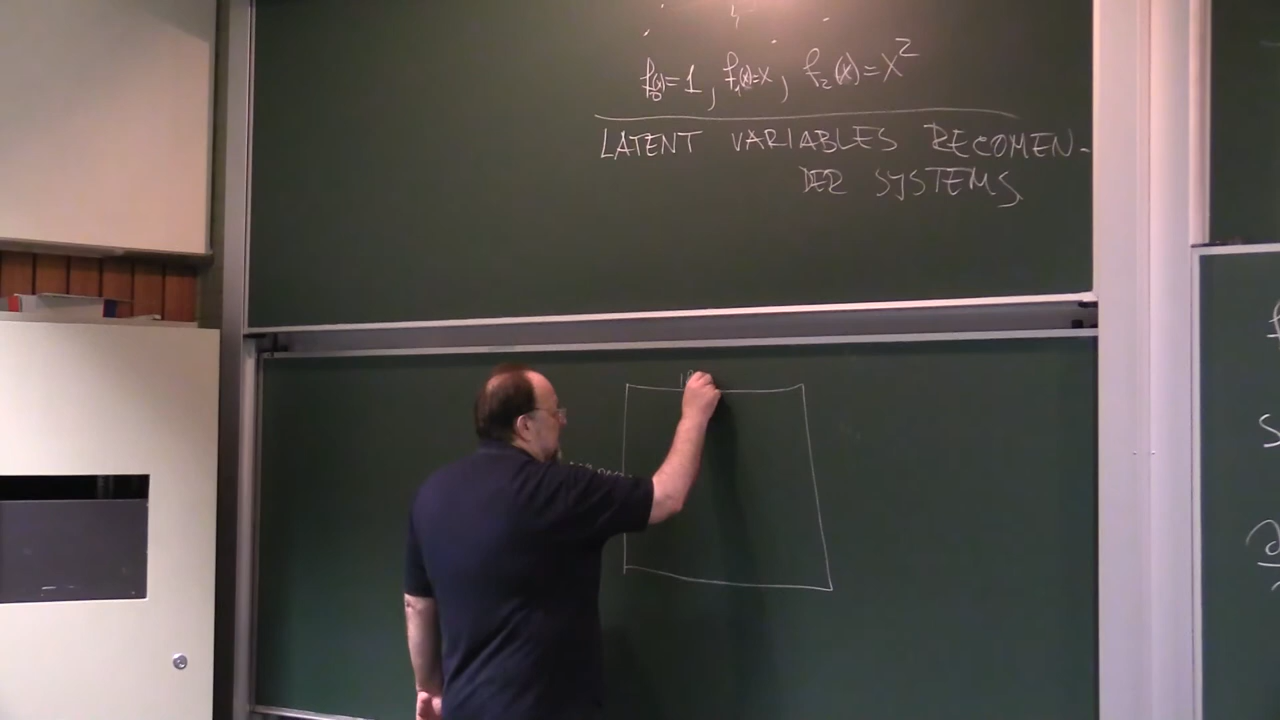 f₀(x)=1, f₁(x)=x, f₂(x)=x²
LATENT VARIABLES RECOMEN-
DER SYSTEMS